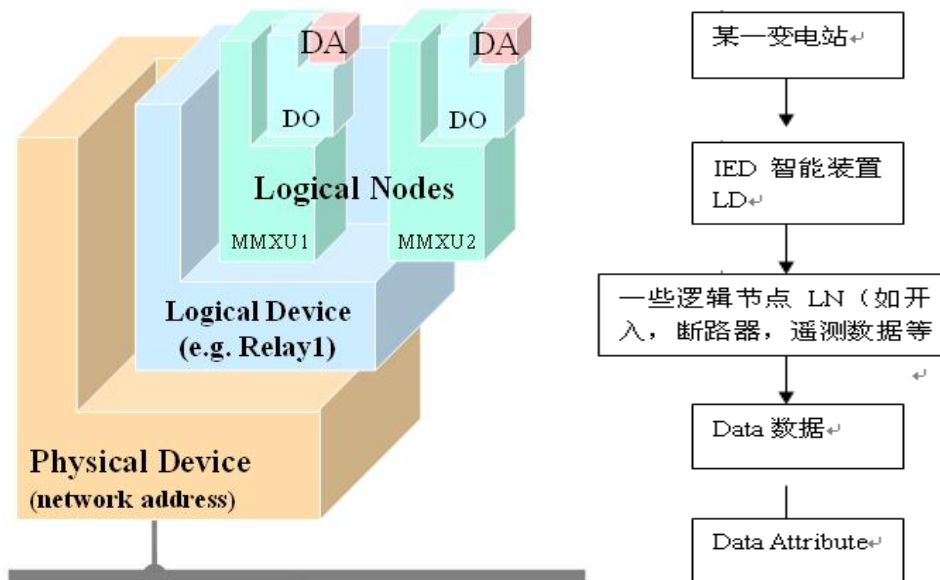 DA
DA
DO
DO
Logical Nodes
MMXU1
MMXU2
Logical Device
(e.g. Relay1)
Physical Device
(network address)
某一变电站↵
IED 智能装置
LD↵
一些逻辑节点 LN（如开
入，断路器，遥测数据等
↵
Data 数据↵
Data Attribute↵